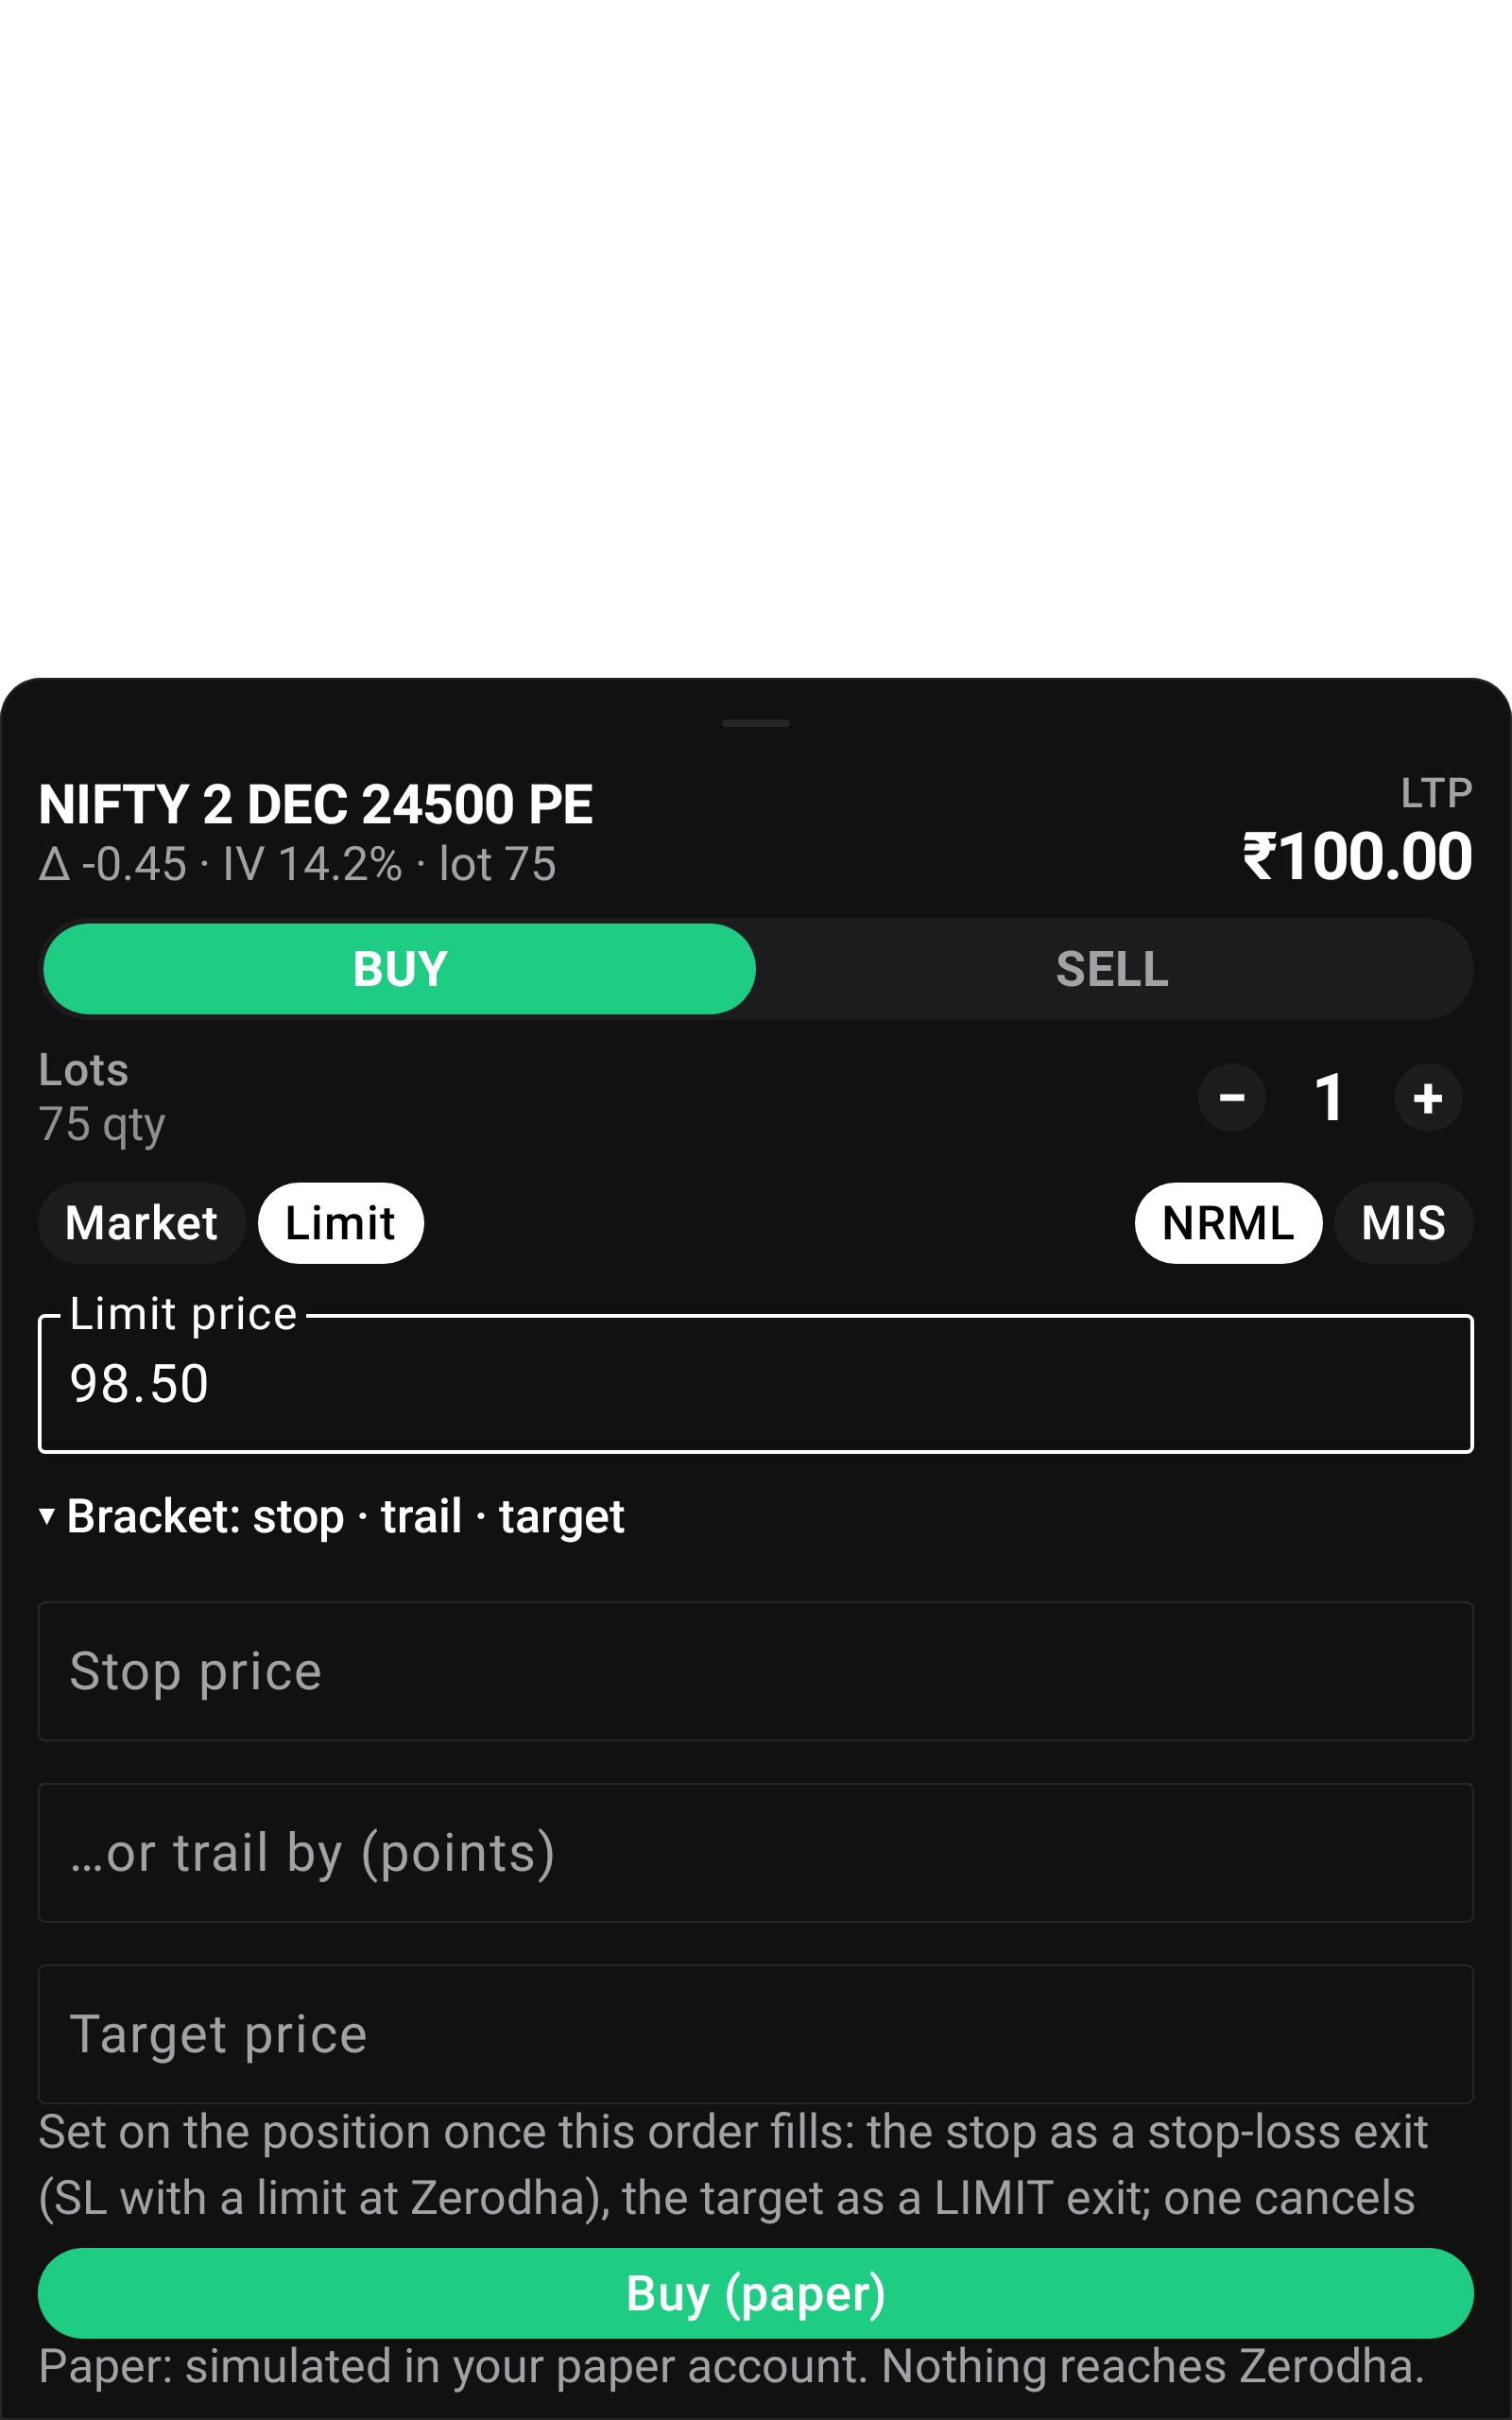 NIFTY 2 DEC 24500 PE
LTP
Δ -0.45 · IV 14.2% · lot 75
₹100.00
BUY
SELL
Lots
75 qty
−
1
+
Market
Limit
NRML
MIS
Limit price
98.50
▾ Bracket: stop · trail · target
Stop price
…or trail by (points)
Target price
Set on the position once this order fills: the stop as a stop-loss exit
(SL with a limit at Zerodha), the target as a LIMIT exit; one cancels
Buy (paper)
Paper: simulated in your paper account. Nothing reaches Zerodha.